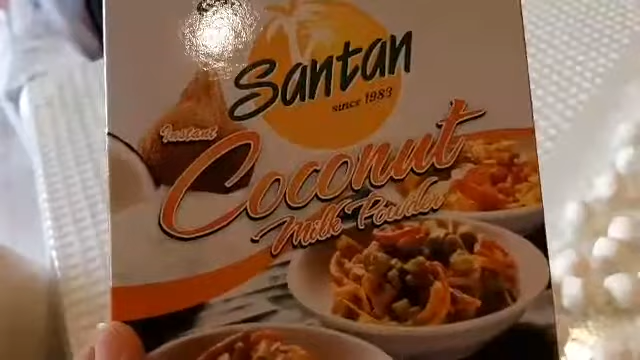 Santan
since 1983
Instant
Coconut
Milk Powder